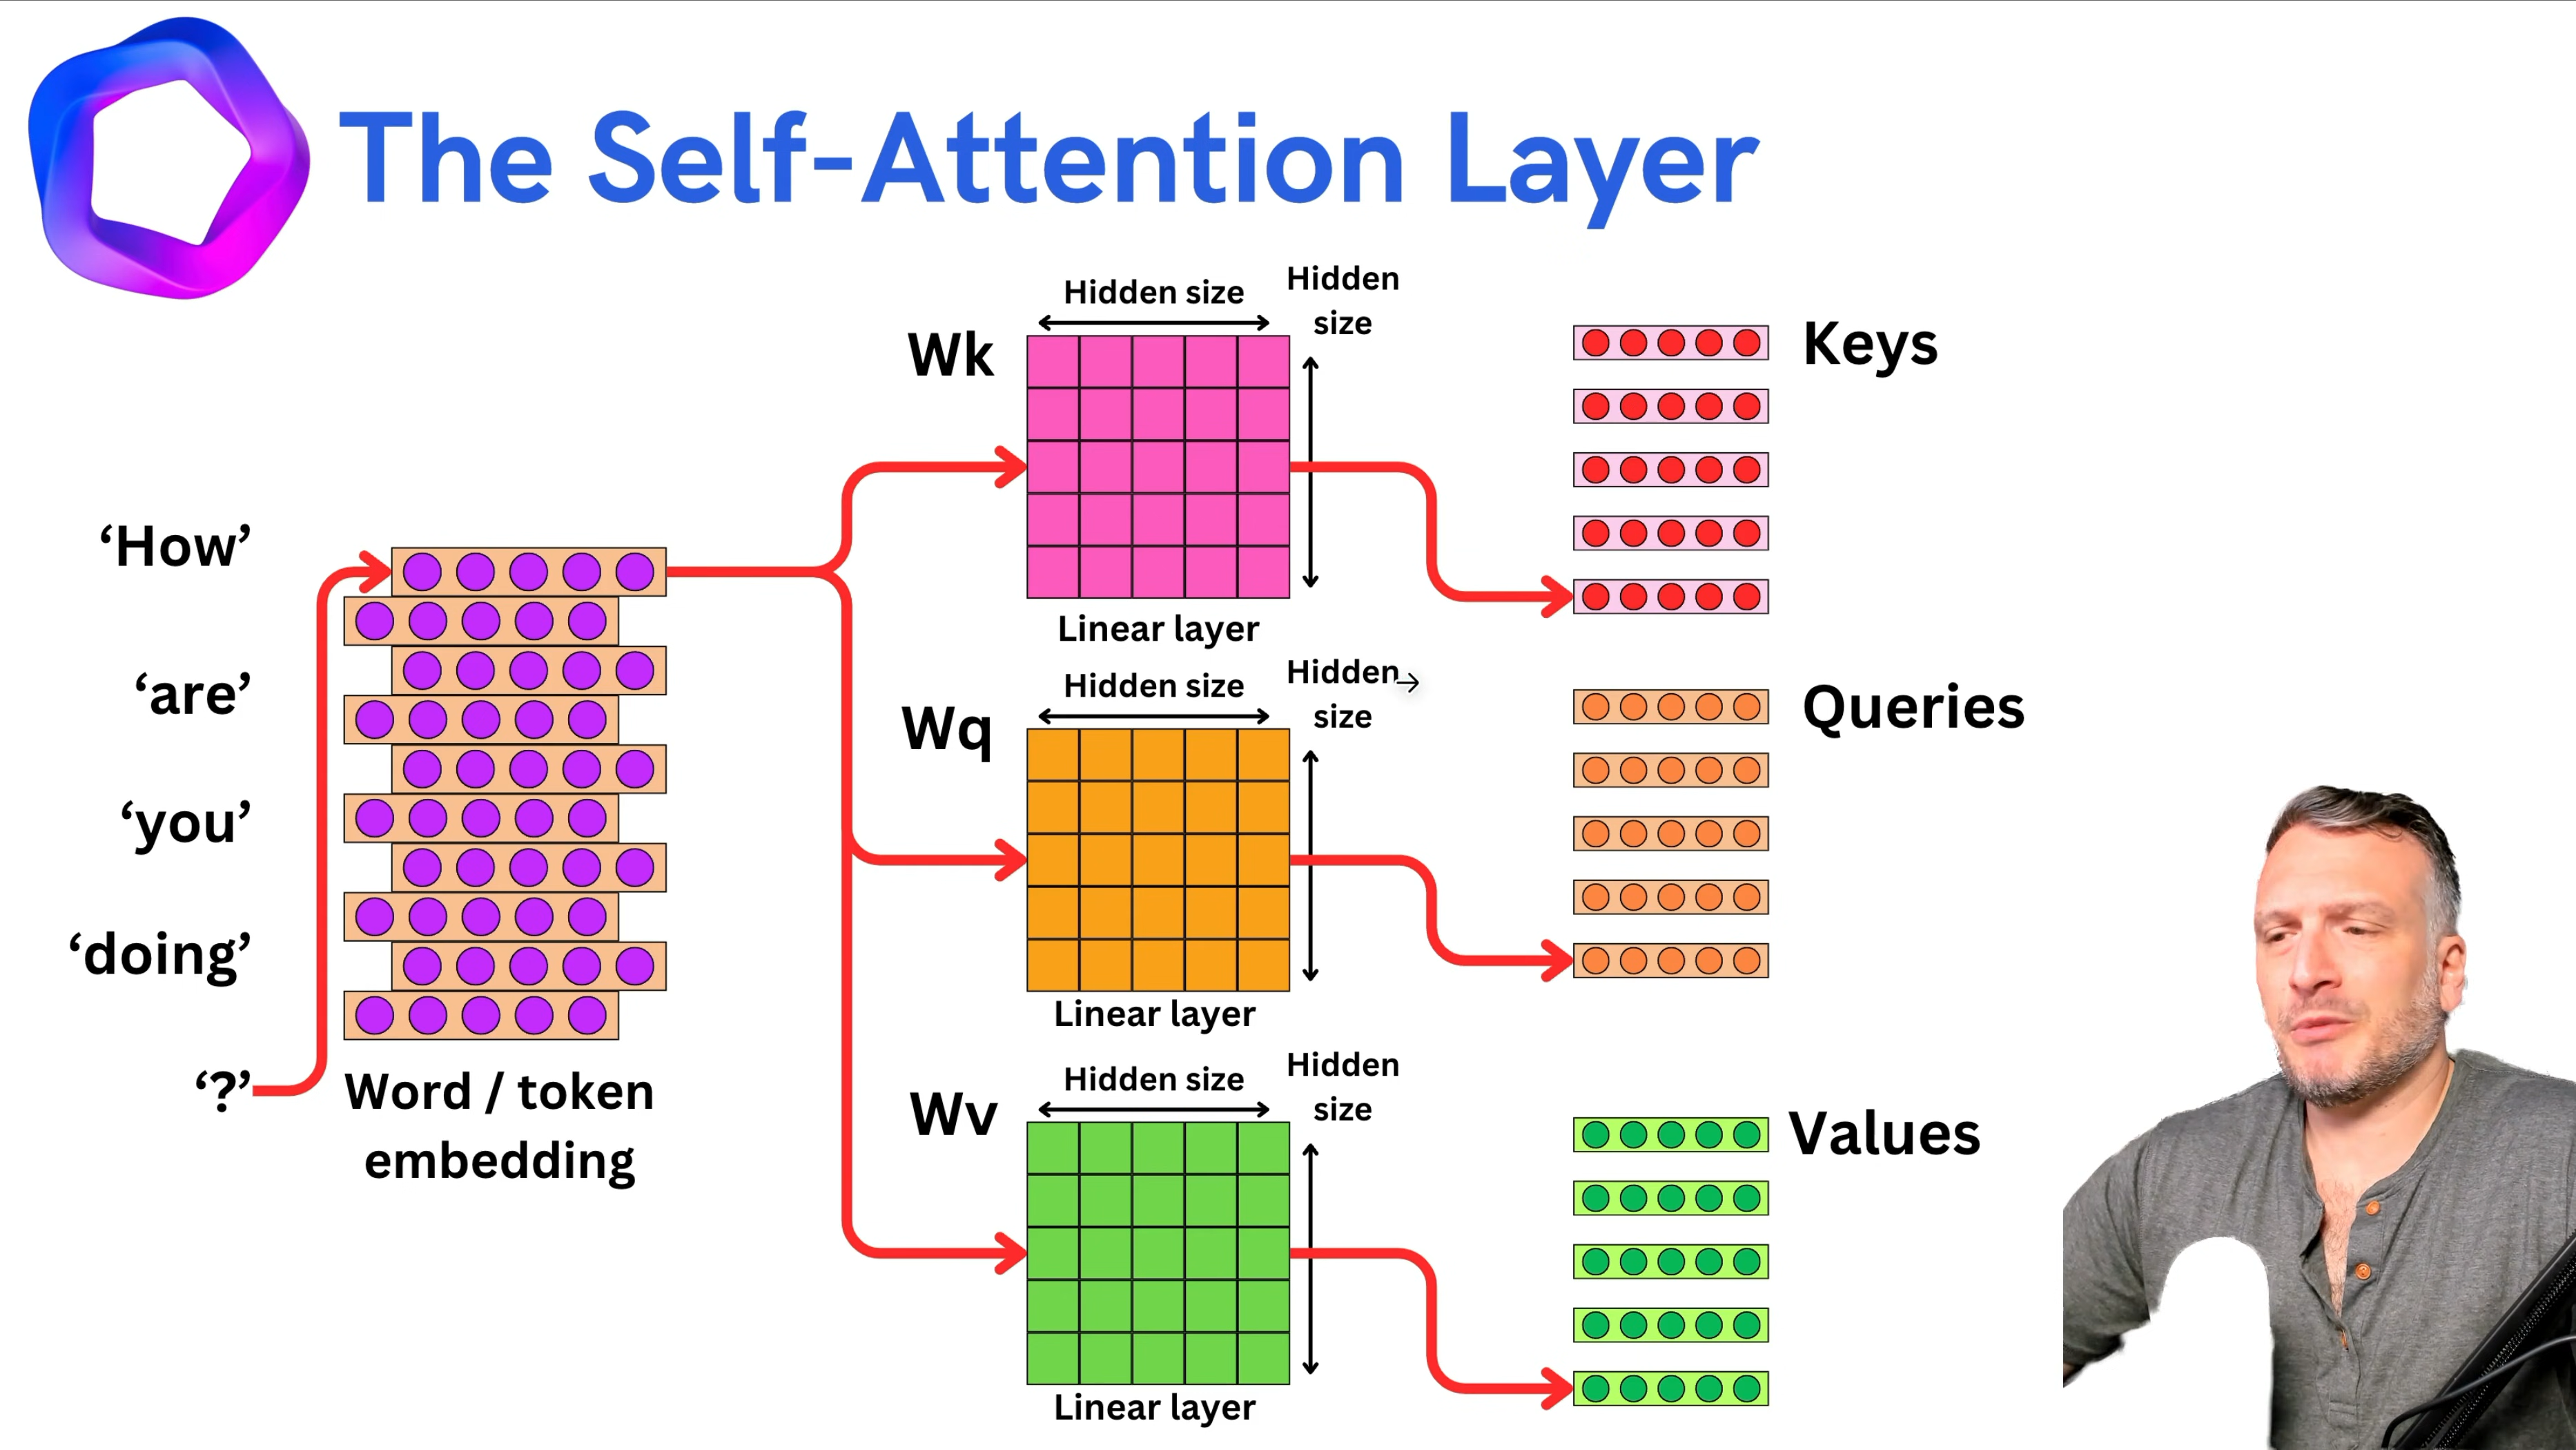 The Self-Attention Layer
‘How’
‘are’
‘you’
‘doing’
‘?’
Word / token
embedding
Wk
Hidden size
Hidden
size
Linear layer
Keys
Wq
Hidden size
Hidden
size
Linear layer
Queries
Wv
Hidden size
Hidden
size
Linear layer
Values